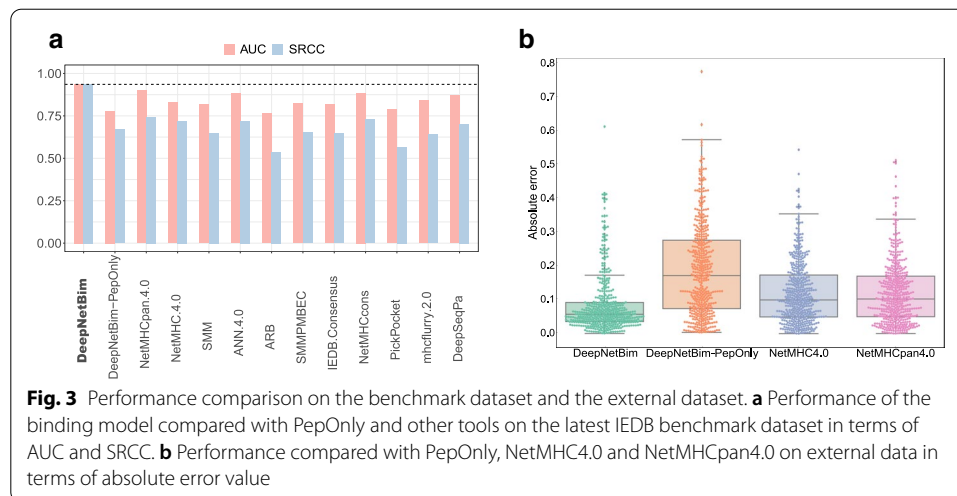 a
AUC SRCC
1.00
0.75
0.50
0.25
0.00
DeepNetBim
DeepNetBim-PepOnly
NetMHCpan.4.0
NetMHC.4.0
SMM
ANN.4.0
ARB
SMMPMBEC
IEDB.Consensus
NetMHCcons
PickPocket
mhcflurry.2.0
DeepSeqPa
b
Absolute error
0.8
0.7
0.6
0.5
0.4
0.3
0.2
0.1
0.0
DeepNetBim DeepNetBim-PepOnly NetMHC4.0 NetMHCpan4.0
Fig. 3 Performance comparison on the benchmark dataset and the external dataset. a Performance of the
binding model compared with PepOnly and other tools on the latest IEDB benchmark dataset in terms of
AUC and SRCC. b Performance compared with PepOnly, NetMHC4.0 and NetMHCpan4.0 on external data in
terms of absolute error value